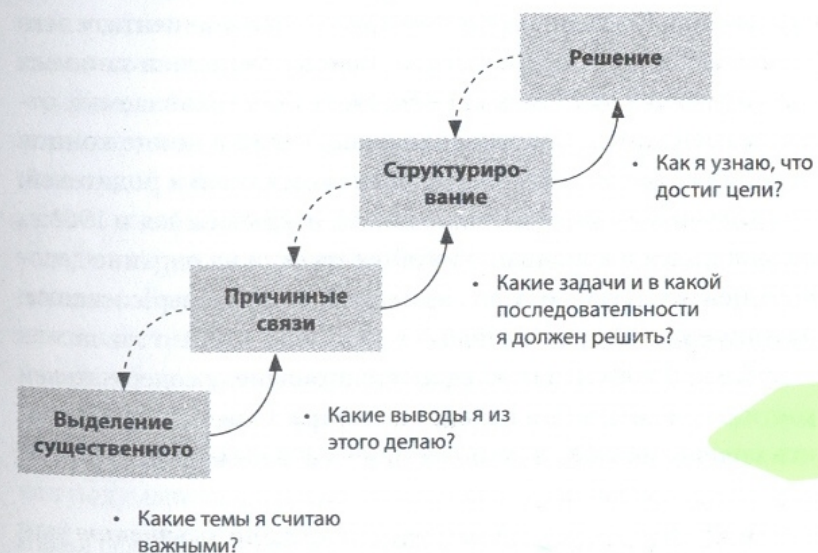 Решение
• Как я узнаю, что
достиг цели?
Структуриро-
вание
• Какие задачи и в какой
последовательности
я должен решить?
Причинные
связи
• Какие выводы я из
этого делаю?
Выделение
существенного
• Какие темы я считаю
важными?